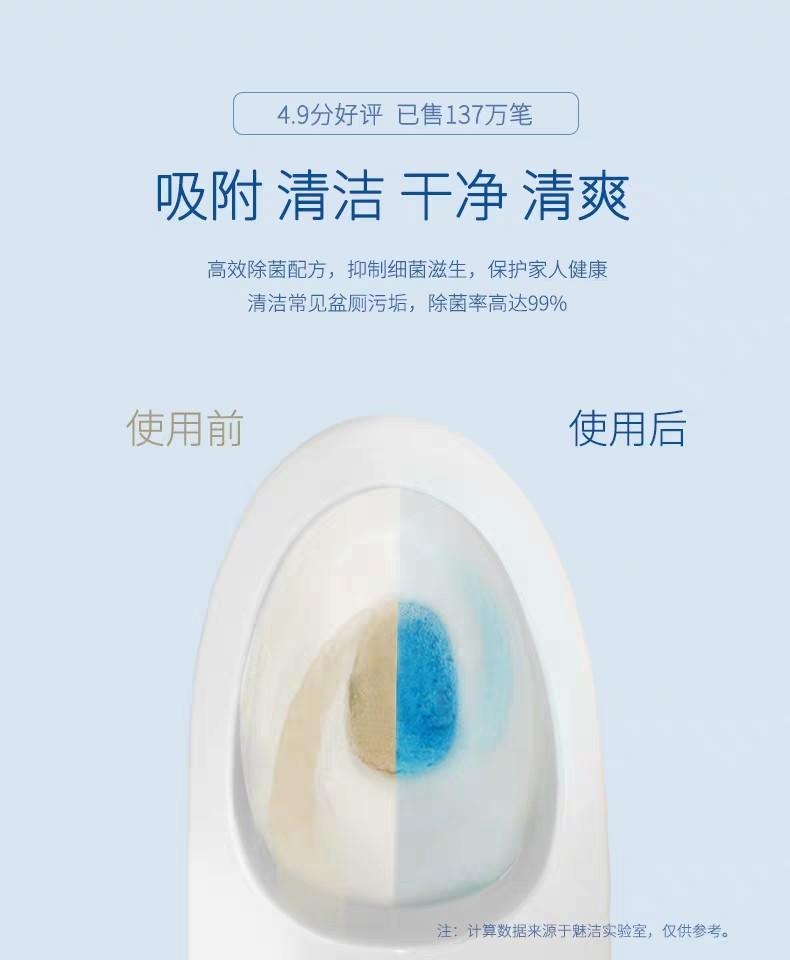 4.9分好评 已售137万笔
吸附 清洁 干净 清爽
高效除菌配方，抑制细菌滋生，保护家人健康
清洁常见盆厕污垢，除菌率高达99%
使用前
使用后
注：计算数据来源于魅洁实验室，仅供参考。